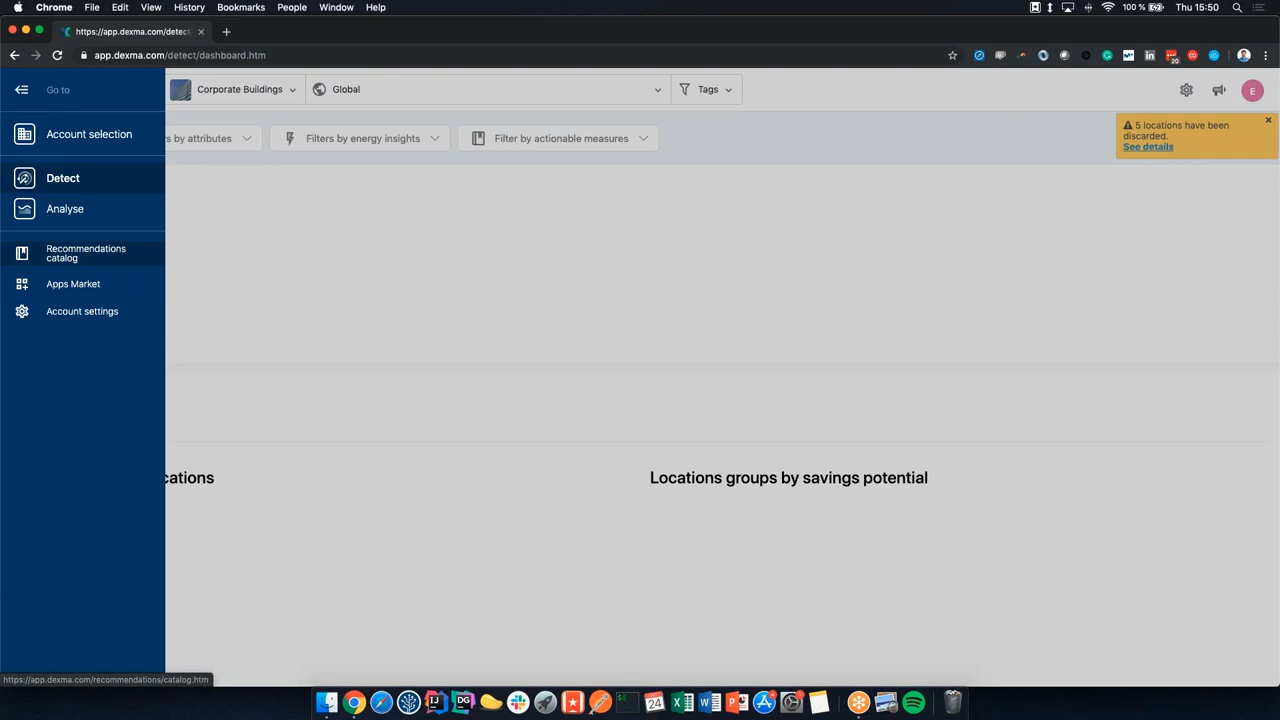 Chrome File Edit View History Bookmarks People Window Help 100 % Thu 15:50
https://app.dexma.com/detect/
app.dexma.com/detect/dashboard.htm
20
Go to
Corporate Buildings
Global
Tags
E
Account selection
s by attributes
Filters by energy insights
Filter by actionable measures
5 locations have been
discarded.
See details
Detect
Analyse
Recommendations
catalog
Apps Market
Account settings
cations
Locations groups by savings potential
https://app.dexma.com/recommendations/catalog.htm